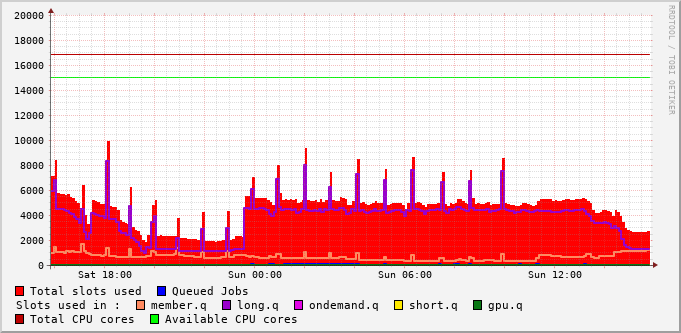 20000
18000
16000
14000
12000
10000
8000
6000
4000
2000
0
Sat 18:00 Sun 00:00 Sun 06:00 Sun 12:00
RRDTOOL / TOBI OETIKER
Total slots used Queued Jobs
Slots used in : member.q long.q ondemand.q short.q gpu.q
Total CPU cores Available CPU cores